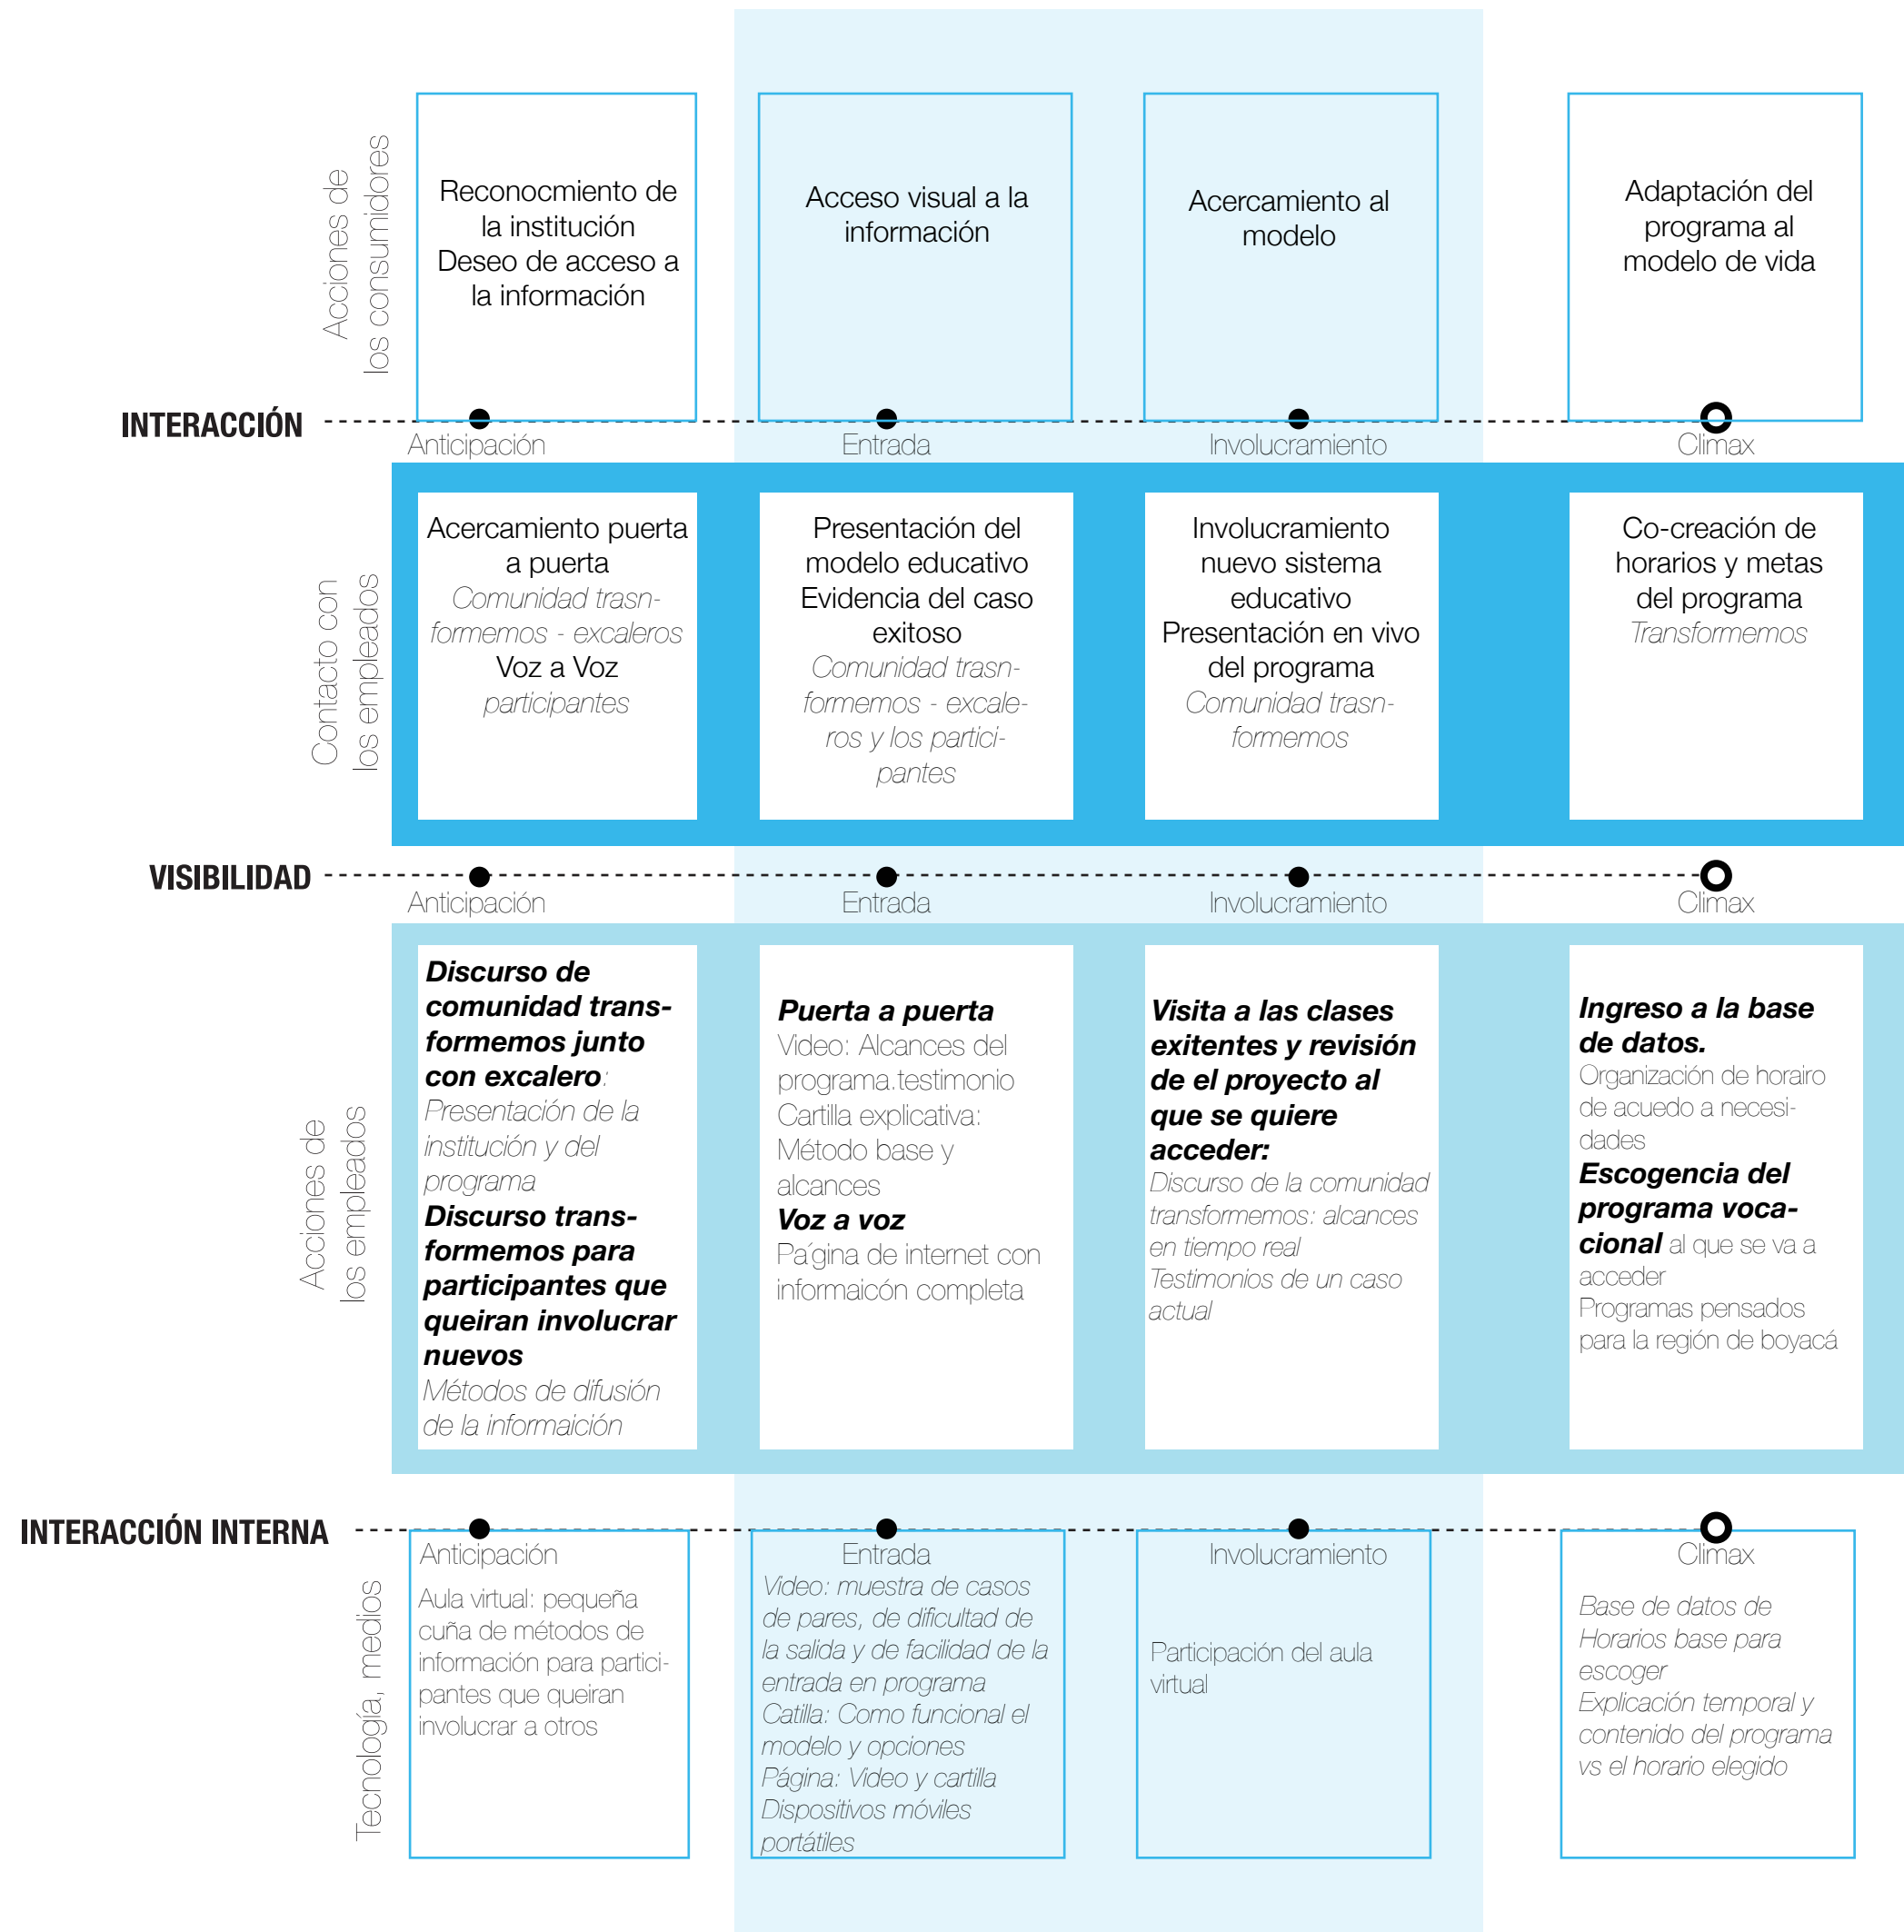 Acciones de
los consumidores
Reconocmiento de
la institución
Deseo de acceso a
la información
Acceso visual a la
información
Acercamiento al
modelo
Adaptación del
programa al
modelo de vida
INTERACCIÓN
Anticipación
Entrada
Involucramiento
Climax
Contacto con
los empleados
Acercamiento puerta
a puerta
Comunidad trasn-
formemos - excaleros
Voz a Voz
participantes
Presentación del
modelo educativo
Evidencia del caso
exitoso
Comunidad trasn-
formemos - excale-
ros y los partici-
pantes
Involucramiento
nuevo sistema
educativo
Presentación en vivo
del programa
Comunidad trasn-
formemos
Co-creación de
horarios y metas
del programa
Transformemos
VISIBILIDAD
Anticipación
Entrada
Involucramiento
Climax
Acciones de
los empleados
Discurso de
comunidad trans-
formemos junto
con excalero:
Presentación de la
institución y del
programa
Discurso trans-
formemos para
participantes que
queiran involucrar
nuevos
Métodos de difusión
de la informaición
Puerta a puerta
Video: Alcances del
programa.testimonio
Cartilla explicativa:
Método base y
alcances
Voz a voz
Pa´gina de internet con
informaicón completa
Visita a las clases
exitentes y revisión
de el proyecto al
que se quiere
acceder:
Discurso de la comunidad
transformemos: alcances
en tiempo real
Testimonios de un caso
actual
Ingreso a la base
de datos.
Organización de horairo
de acuedo a necesi-
dades
Escogencia del
programa voca-
cional al que se va a
acceder
Programas pensados
para la región de boyacá
INTERACCIÓN INTERNA
Tecnología, medios
Anticipación
Aula virtual: pequeña
cuña de métodos de
información para partici-
pantes que queiran
involucrar a otros
Entrada
Video: muestra de casos
de pares, de dificultad de
la salida y de facilidad de la
entrada en programa
Catilla: Como funcional el
modelo y opciones
Página: Video y cartilla
Dispositivos móviles
portátiles
Involucramiento
Participación del aula
virtual
Climax
Base de datos de
Horarios base para
escoger
Explicación temporal y
contenido del programa
vs el horario elegido